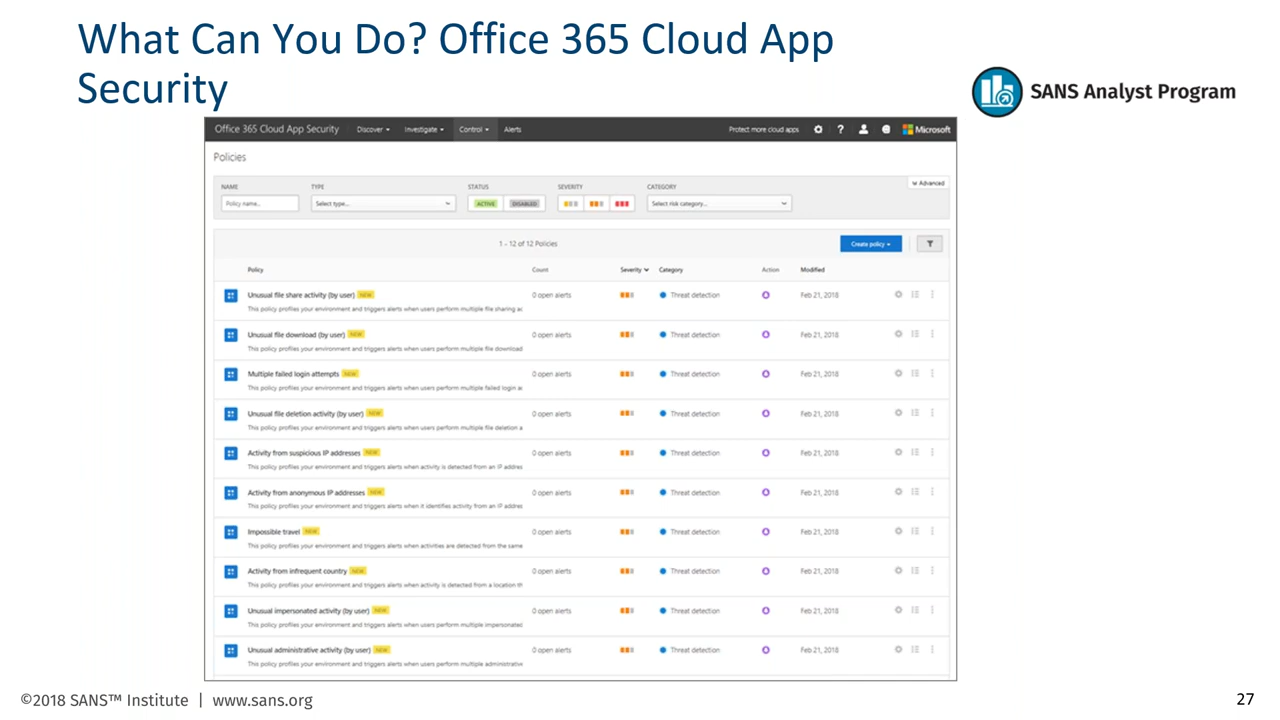 What Can You Do? Office 365 Cloud App
Security
SANS Analyst Program
Office 365 Cloud App Security Discover Investigate Control Alerts Protect more cloud apps ? Microsoft
Policies
Advanced
NAME TYPE STATUS SEVERITY CATEGORY
Policy name... Select type... ACTIVE DISABLED Select risk category...
1 - 12 of 12 Policies Create policy
Policy Count Severity Category Action Modified
Unusual file share activity (by user) NEW 0 open alerts Threat detection Feb 21, 2018
This policy profiles your environment and triggers alerts when users perform multiple file sharing ac
Unusual file download (by user) NEW 0 open alerts Threat detection Feb 21, 2018
This policy profiles your environment and triggers alerts when users perform multiple file download
Multiple failed login attempts NEW 0 open alerts Threat detection Feb 21, 2018
This policy profiles your environment and triggers alerts when users perform multiple failed login a
Unusual file deletion activity (by user) NEW 0 open alerts Threat detection Feb 21, 2018
This policy profiles your environment and triggers alerts when users perform multiple file deletion a
Activity from suspicious IP addresses NEW 0 open alerts Threat detection Feb 21, 2018
This policy profiles your environment and triggers alerts when activity is detected from an IP addres
Activity from anonymous IP addresses NEW 0 open alerts Threat detection Feb 21, 2018
This policy profiles your environment and triggers alerts when it identifies activity from an IP addres
Impossible travel NEW 0 open alerts Threat detection Feb 21, 2018
This policy profiles your environment and triggers alerts when activities are detected from the same
Activity from infrequent country NEW 0 open alerts Threat detection Feb 21, 2018
This policy profiles your environment and triggers alerts when activity is detected from a location th
Unusual impersonated activity (by user) NEW 0 open alerts Threat detection Feb 21, 2018
This policy profiles your environment and triggers alerts when users perform multiple impersonated
Unusual administrative activity (by user) NEW 0 open alerts Threat detection Feb 21, 2018
This policy profiles your environment and triggers alerts when users perform multiple administrative
©2018 SANS™ Institute | www.sans.org 27